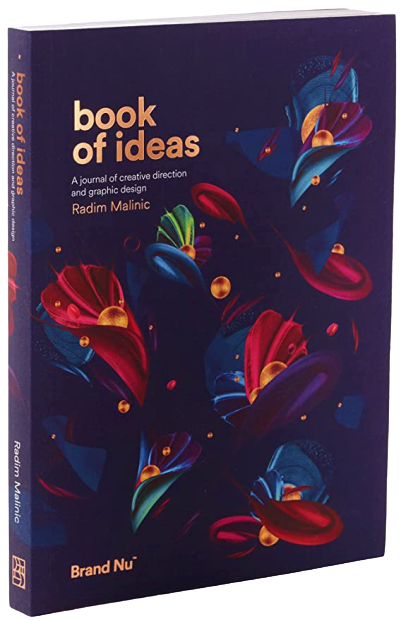 book
of ideas
A journal of creative direction
and graphic design
Radim Malinic
Brand Nu™
book of ideas
A journal of creative direction and graphic design
Radim Malinic